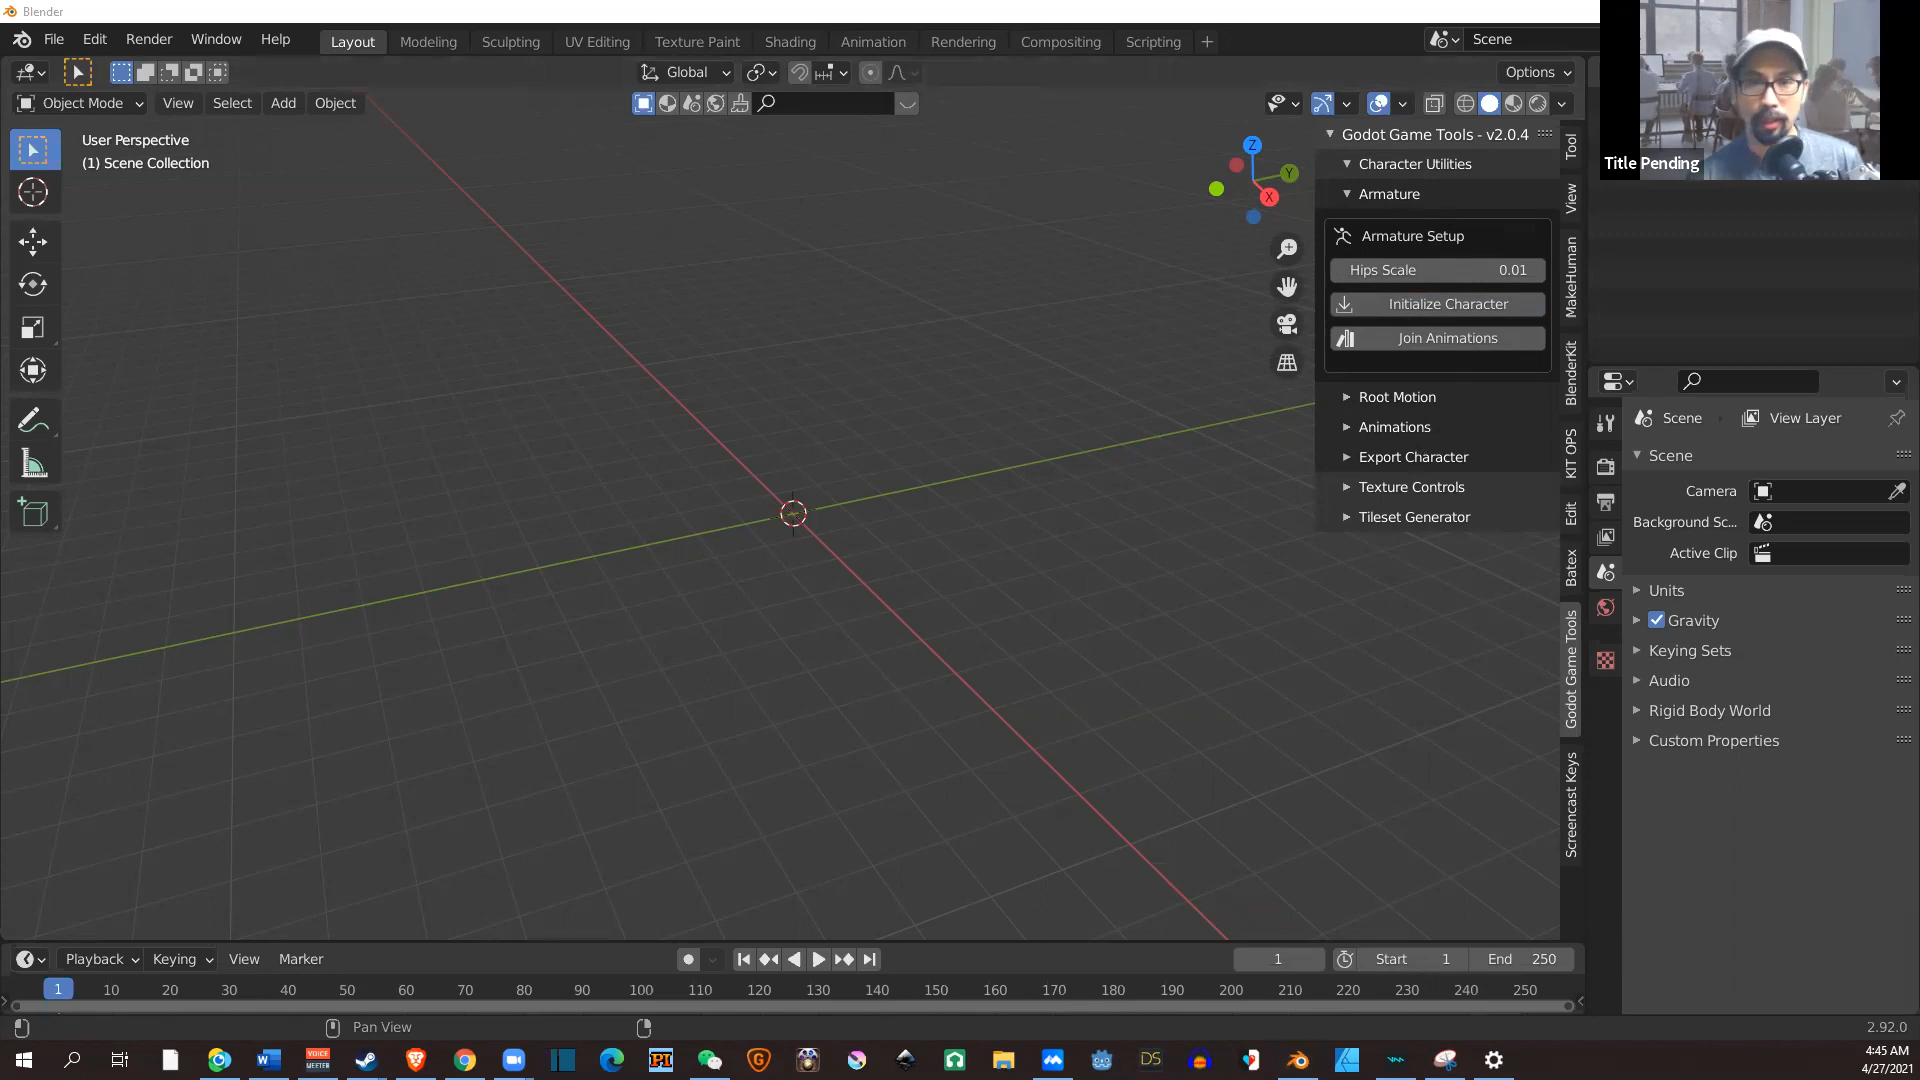 Blender
File Edit Render Window Help Layout Modeling Sculpting UV Editing Texture Paint Shading Animation Rendering Compositing Scripting + Scene
Global Options
Object Mode View Select Add Object
User Perspective
(1) Scene Collection
Z
Y
X
Godot Game Tools - v2.0.4
Character Utilities
Armature
Armature Setup
Hips Scale 0.01
Initialize Character
Join Animations
Root Motion
Animations
Export Character
Texture Controls
Tileset Generator
Tool
View
MakeHuman
BlenderKit
KIT OPS
Edit
Batex
Godot Game Tools
Screencast Keys
Title Pending
Scene View Layer
Scene
Camera
Background Sc...
Active Clip
Units
Gravity
Keying Sets
Audio
Rigid Body World
Custom Properties
Playback Keying View Marker 1 Start 1 End 250
1 10 20 30 40 50 60 70 80 90 100 110 120 130 140 150 160 170 180 190 200 210 220 230 240 250
Pan View 2.92.0
VOICE
MEETER
W
PI
G
DS
4:45 AM
4/27/2021